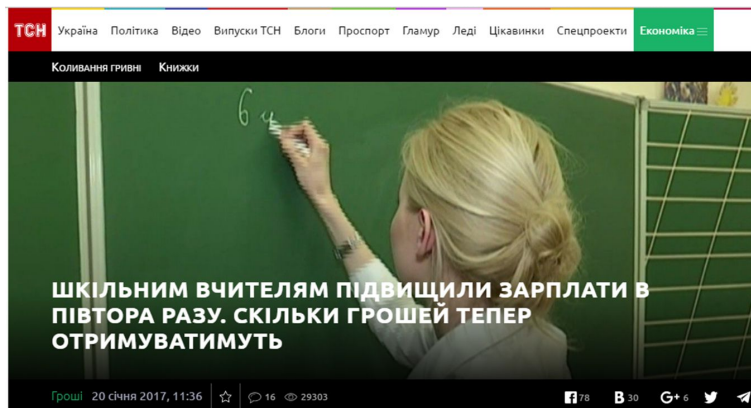 ТСН Україна Політика Відео Випуски ТСН Блоги Проспорт Гламур Леді Цікавинки Спецпроекти Економіка
Коливання гривні Книжки
6 ч
ШКІЛЬНИМ ВЧИТЕЛЯМ ПІДВИЩИЛИ ЗАРПЛАТИ В
ПІВТОРА РАЗУ. СКІЛЬКИ ГРОШЕЙ ТЕПЕР
ОТРИМУВАТИМУТЬ
Гроші 20 січня 2017, 11:36 16 29303 78 B 30 G+ 6